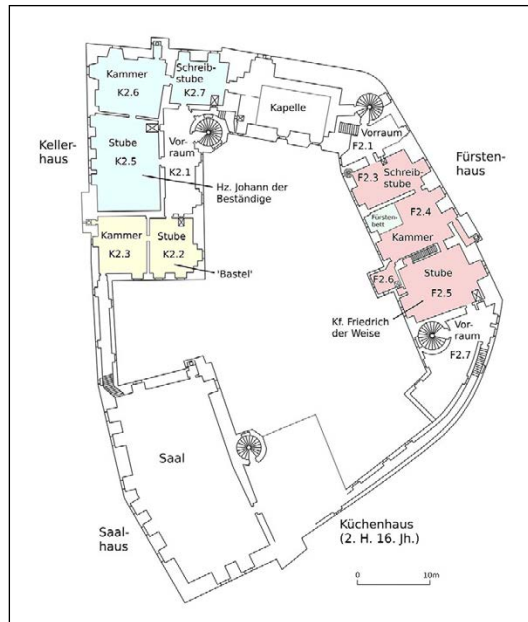 Kammer
K2.6
Schreib-
stube
K2.7
Kapelle
Vorraum
F2.1
Keller-
haus
Stube
K2.5
Vor-
raum
K2.1
Hz. Johann der
Beständige
F2.3
Schreib-
stube
Fürsten-
haus
F2.4
Fürsten-
bett
Kammer
Kammer
K2.3
Stube
K2.2
'Bastel'
F2.6
Stube
F2.5
Kf. Friedrich
der Weise
Vor-
raum
F2.7
Saal
Saal-
haus
Küchenhaus
(2. H. 16. Jh.)
0
10m